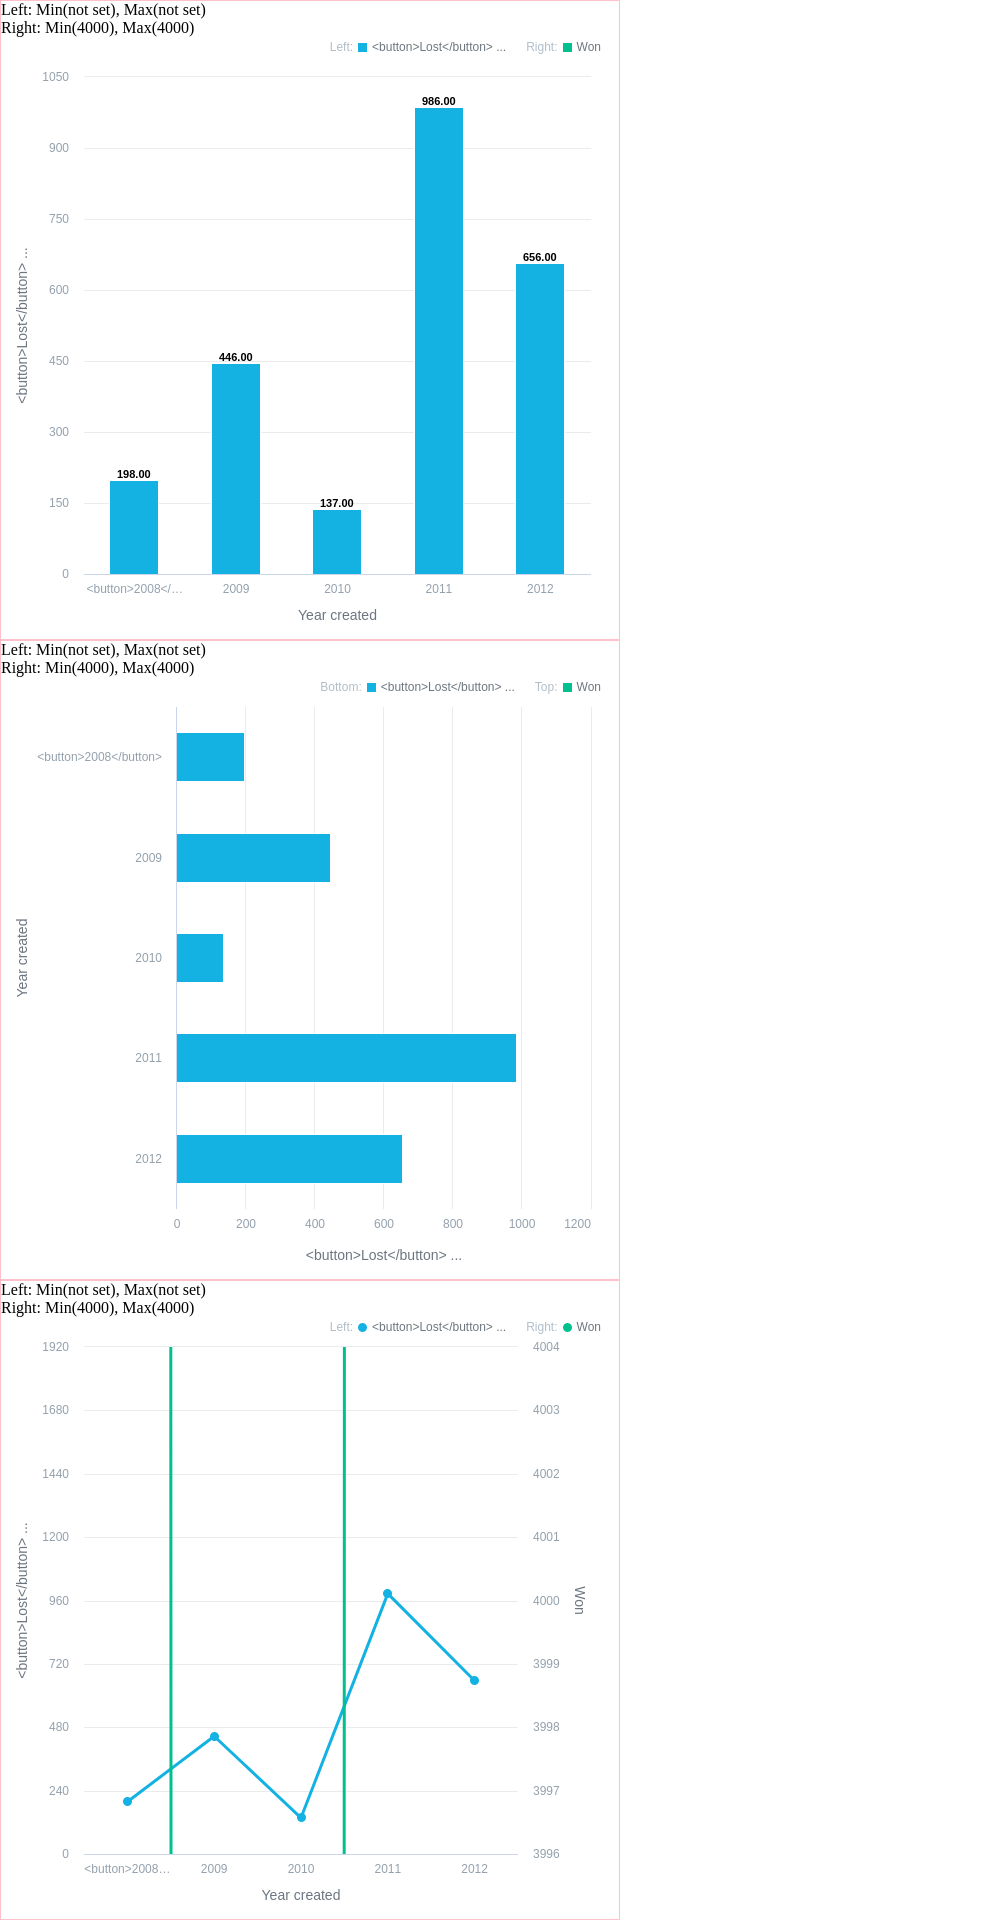 Left: Min(not set), Max(not set)
Right: Min(4000), Max(4000)
Left: <button>Lost</button> ... Right: Won
1050
900
750
600
450
300
150
0
<button>Lost</button> ...
198.00
446.00
137.00
986.00
656.00
<button>2008</… 2009 2010 2011 2012
Year created
Left: Min(not set), Max(not set)
Right: Min(4000), Max(4000)
Bottom: <button>Lost</button> ... Top: Won
Year created
<button>2008</button>
2009
2010
2011
2012
0 200 400 600 800 1000 1200
<button>Lost</button> ...
Left: Min(not set), Max(not set)
Right: Min(4000), Max(4000)
Left: <button>Lost</button> ... Right: Won
1920
1680
1440
1200
960
720
480
240
0
<button>Lost</button> ...
4004
4003
4002
4001
4000
3999
3998
3997
3996
Won
<button>2008… 2009 2010 2011 2012
Year created